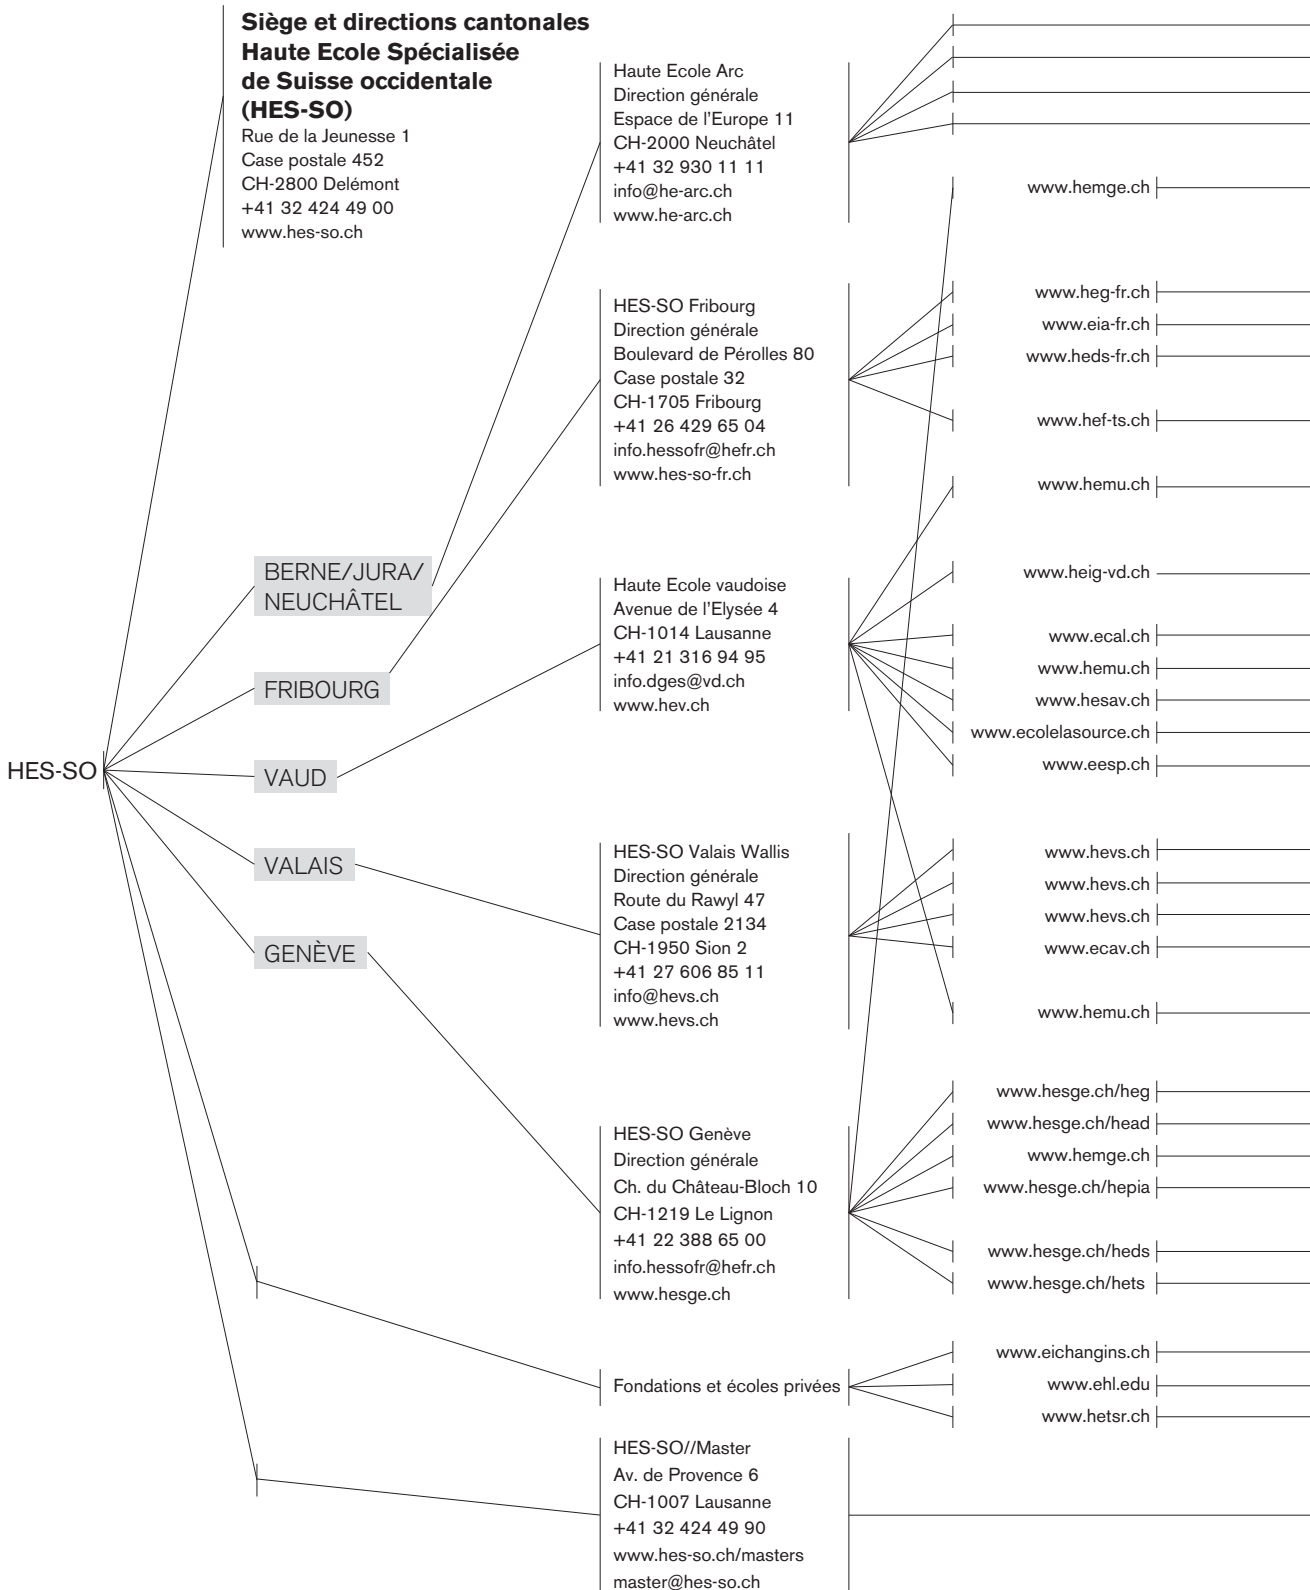 Siège et directions cantonales
Haute Ecole Spécialisée
de Suisse occidentale
(HES-SO)
Rue de la Jeunesse 1
Case postale 452
CH-2800 Delémont
+41 32 424 49 00
www.hes-so.ch
HES-SO
BERNE/JURA/
NEUCHÂTEL
FRIBOURG
VAUD
VALAIS
GENÈVE
Haute Ecole Arc
Direction générale
Espace de l'Europe 11
CH-2000 Neuchâtel
+41 32 930 11 11
info@he-arc.ch
www.he-arc.ch
HES-SO Fribourg
Direction générale
Boulevard de Pérolles 80
Case postale 32
CH-1705 Fribourg
+41 26 429 65 04
info.hessofr@hefr.ch
www.hes-so-fr.ch
Haute Ecole vaudoise
Avenue de l'Elysée 4
CH-1014 Lausanne
+41 21 316 94 95
info.dges@vd.ch
www.hev.ch
HES-SO Valais Wallis
Direction générale
Route du Rawyl 47
Case postale 2134
CH-1950 Sion 2
+41 27 606 85 11
info@hevs.ch
www.hevs.ch
HES-SO Genève
Direction générale
Ch. du Château-Bloch 10
CH-1219 Le Lignon
+41 22 388 65 00
info.hessofr@hefr.ch
www.hesge.ch
Fondations et écoles privées
HES-SO//Master
Av. de Provence 6
CH-1007 Lausanne
+41 32 424 49 90
www.hes-so.ch/masters
master@hes-so.ch
www.hemge.ch
www.heg-fr.ch
www.eia-fr.ch
www.heds-fr.ch
www.hef-ts.ch
www.hemu.ch
www.heig-vd.ch
www.ecal.ch
www.hemu.ch
www.hesav.ch
www.ecolelasource.ch
www.eesp.ch
www.hevs.ch
www.hevs.ch
www.hevs.ch
www.ecav.ch
www.hemu.ch
www.hesge.ch/heg
www.hesge.ch/head
www.hemge.ch
www.hesge.ch/hepia
www.hesge.ch/heds
www.hesge.ch/hets
www.eichangins.ch
www.ehl.edu
www.hetsr.ch